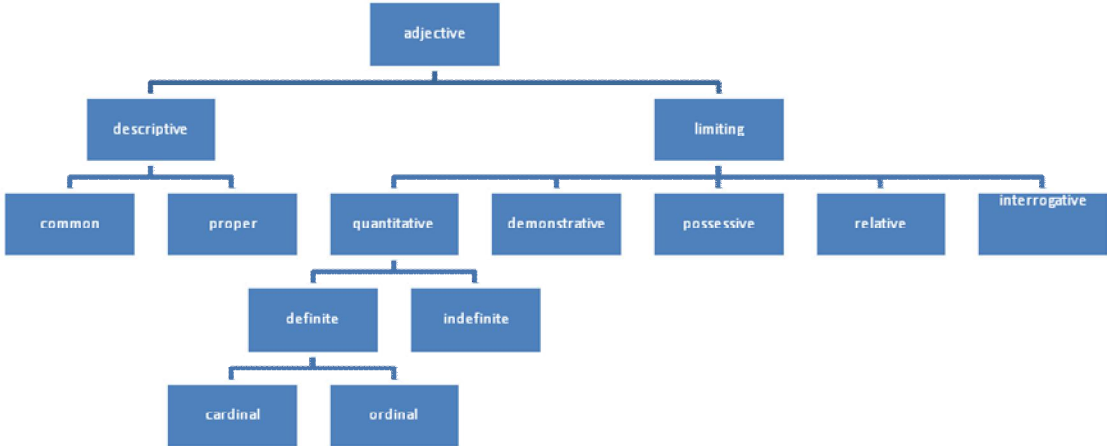 adjective
descriptive
limiting
common
proper
quantitative
demonstrative
possessive
relative
interrogative
definite
indefinite
cardinal
ordinal